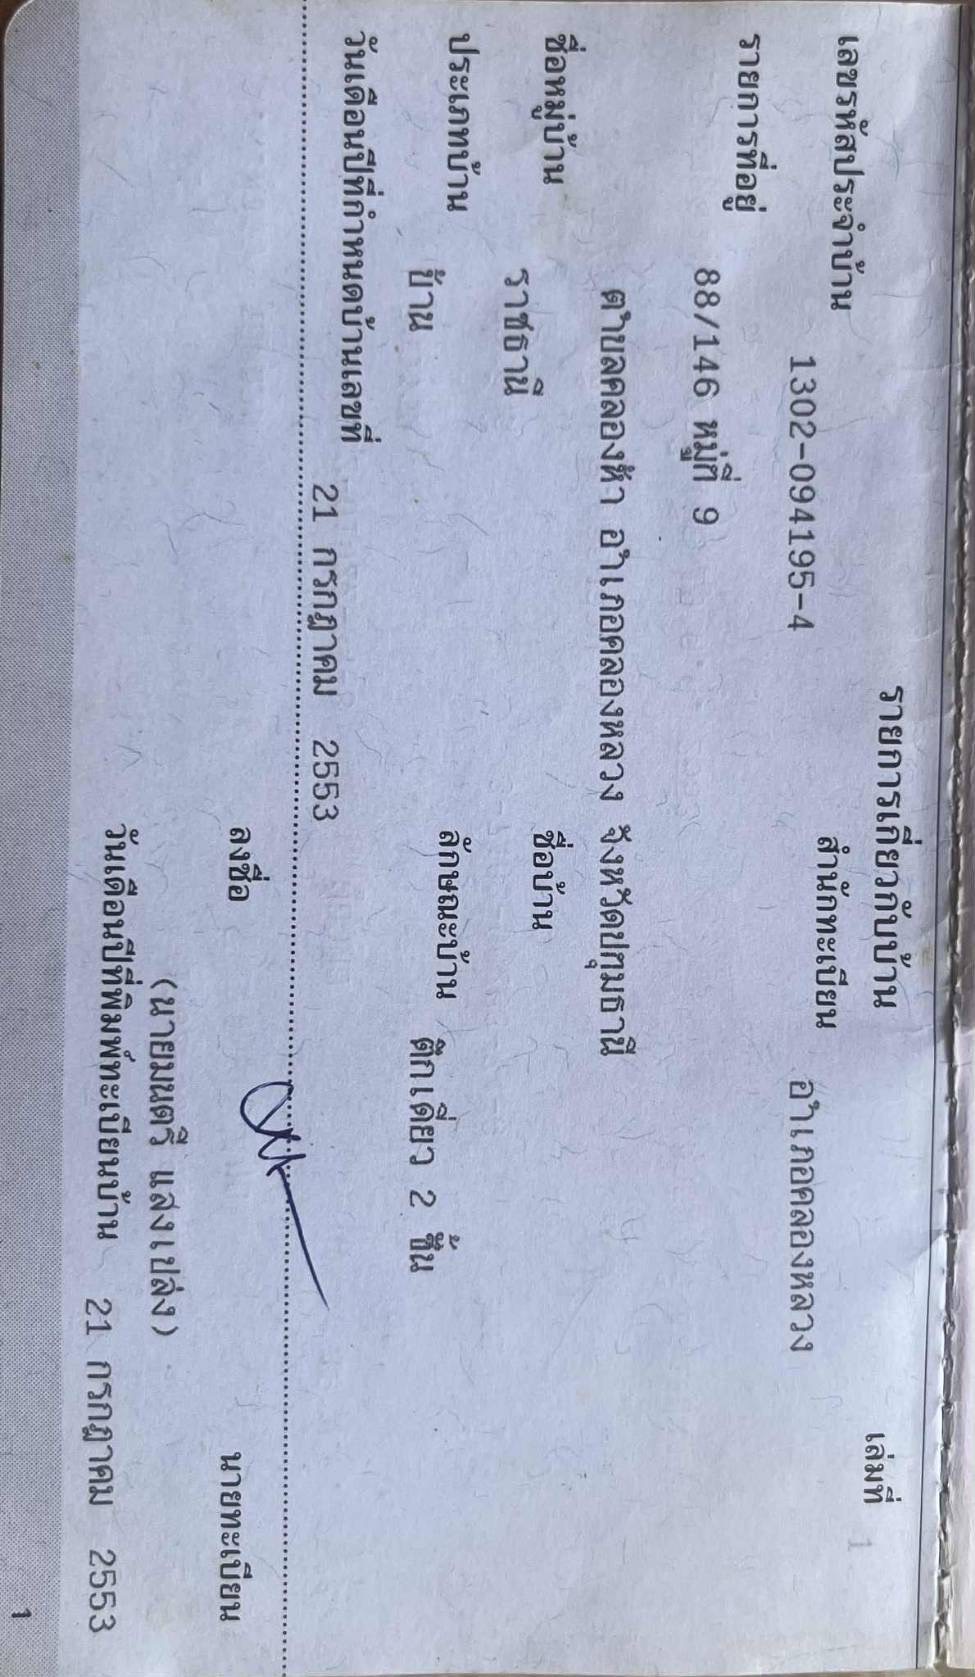 รายการเกี่ยวกับบ้าน เล่มที่ 1
เลขรหัสประจำบ้าน 1302-094195-4 สำนักทะเบียน อำเภอคลองหลวง
รายการที่อยู่ 88/146 หมู่ที่ 9
ตำบลคลองห้า อำเภอคลองหลวง จังหวัดปทุมธานี
ชื่อหมู่บ้าน ราชธานี ชื่อบ้าน
ประเภทบ้าน บ้าน ลักษณะบ้าน ตึกเดี่ยว 2 ชั้น
วันเดือนปีที่กำหนดบ้านเลขที่ 21 กรกฎาคม 2553
ลงชื่อ นายทะเบียน
(นายมนตรี แสงเปล่ง)
วันเดือนปีที่พิมพ์ทะเบียนบ้าน 21 กรกฎาคม 2553
1